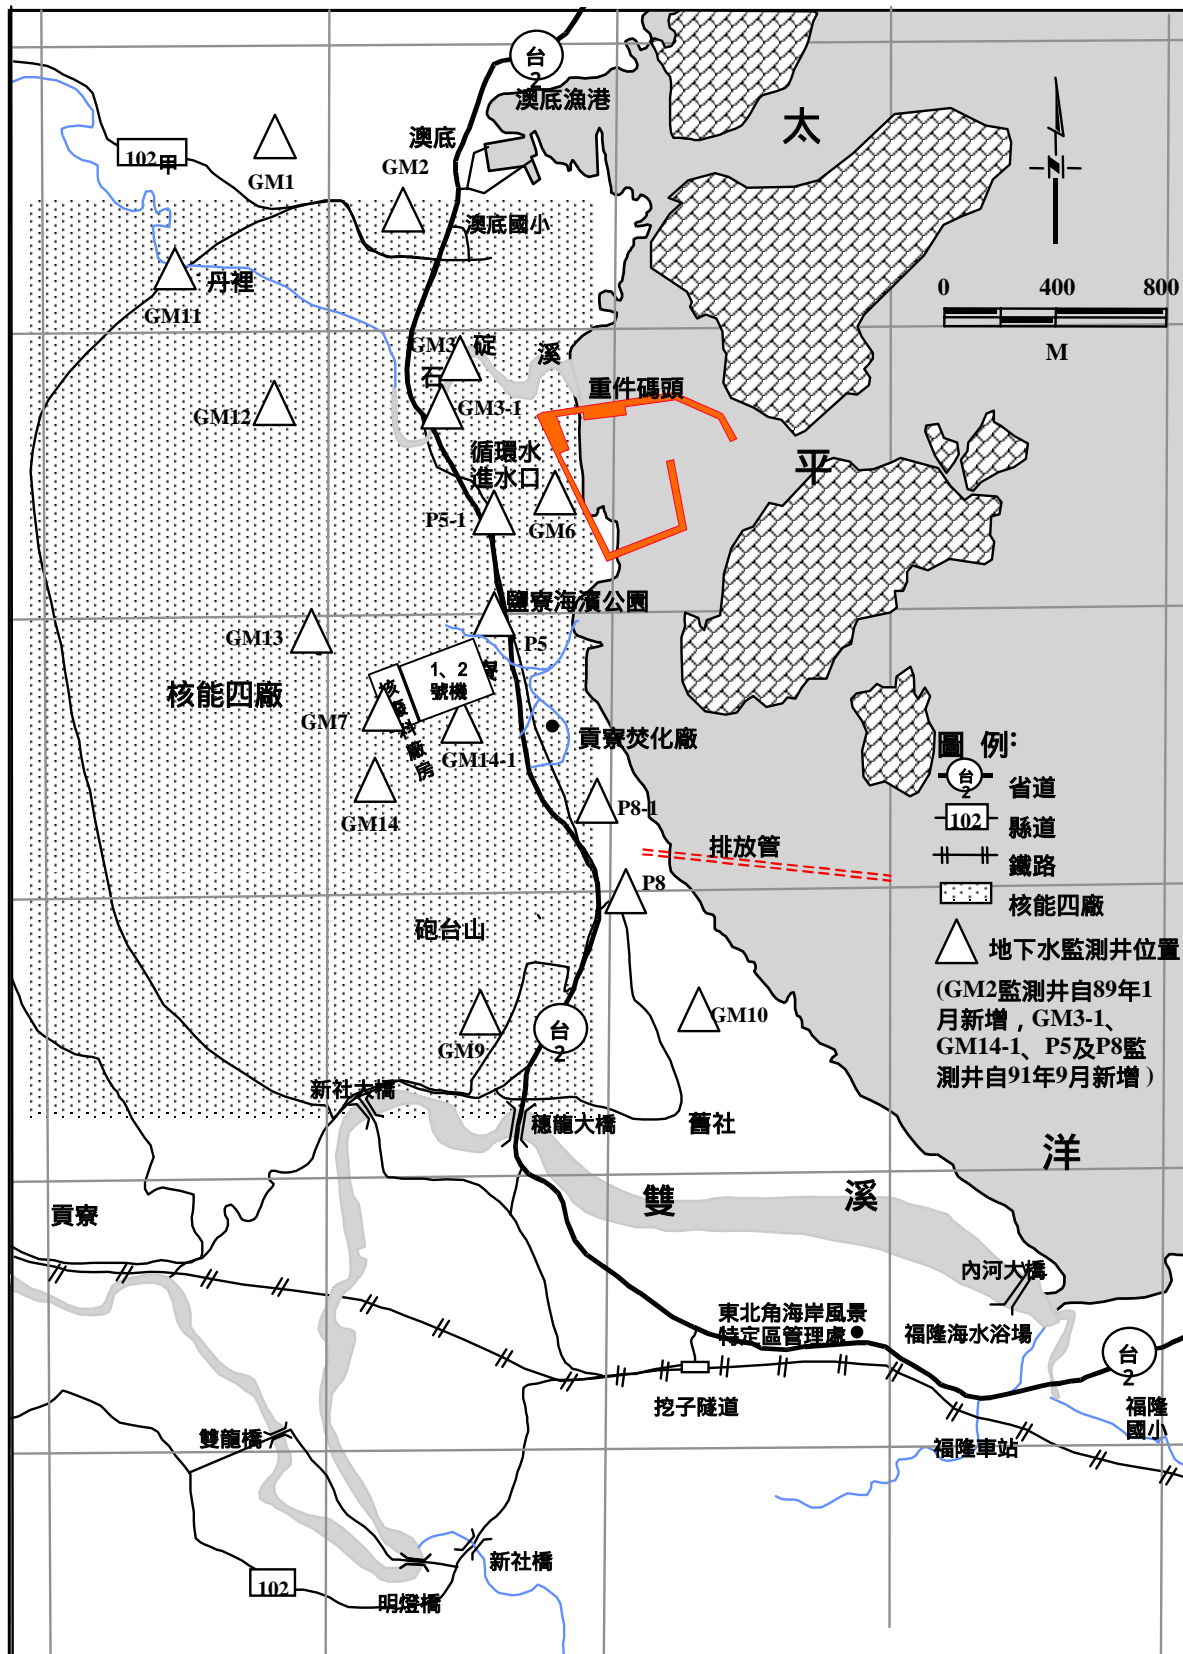 台
2
澳底漁港
太
澳底
102甲
GM1
GM2
澳底國小
丹裡
GM11
0 400 800
M
GM3
碇
溪
石
重件碼頭
GM12
GM3-1
循環水
進水口
平
P5-1
GM6
鹽寮海濱公園
GM13
P5
寮
1、2
號機
核能四廠
核廢料廠房
GM7
GM14-1
貢寮焚化廠
GM14
P8-1
排放管
P8
砲台山
GM10
GM9
台
2
圖 例:
台
2
省道
102
縣道
鐵路
核能四廠
地下水監測井位置
(GM2監測井自89年1
月新增，GM3-1、
GM14-1、P5及P8監
測井自91年9月新增)
新社大橋
穗龍大橋
舊社
洋
雙
溪
貢寮
內河大橋
東北角海岸風景
特定區管理處
福隆海水浴場
台
2
挖子隧道
福隆
國小
雙龍橋
福隆車站
新社橋
102
明燈橋